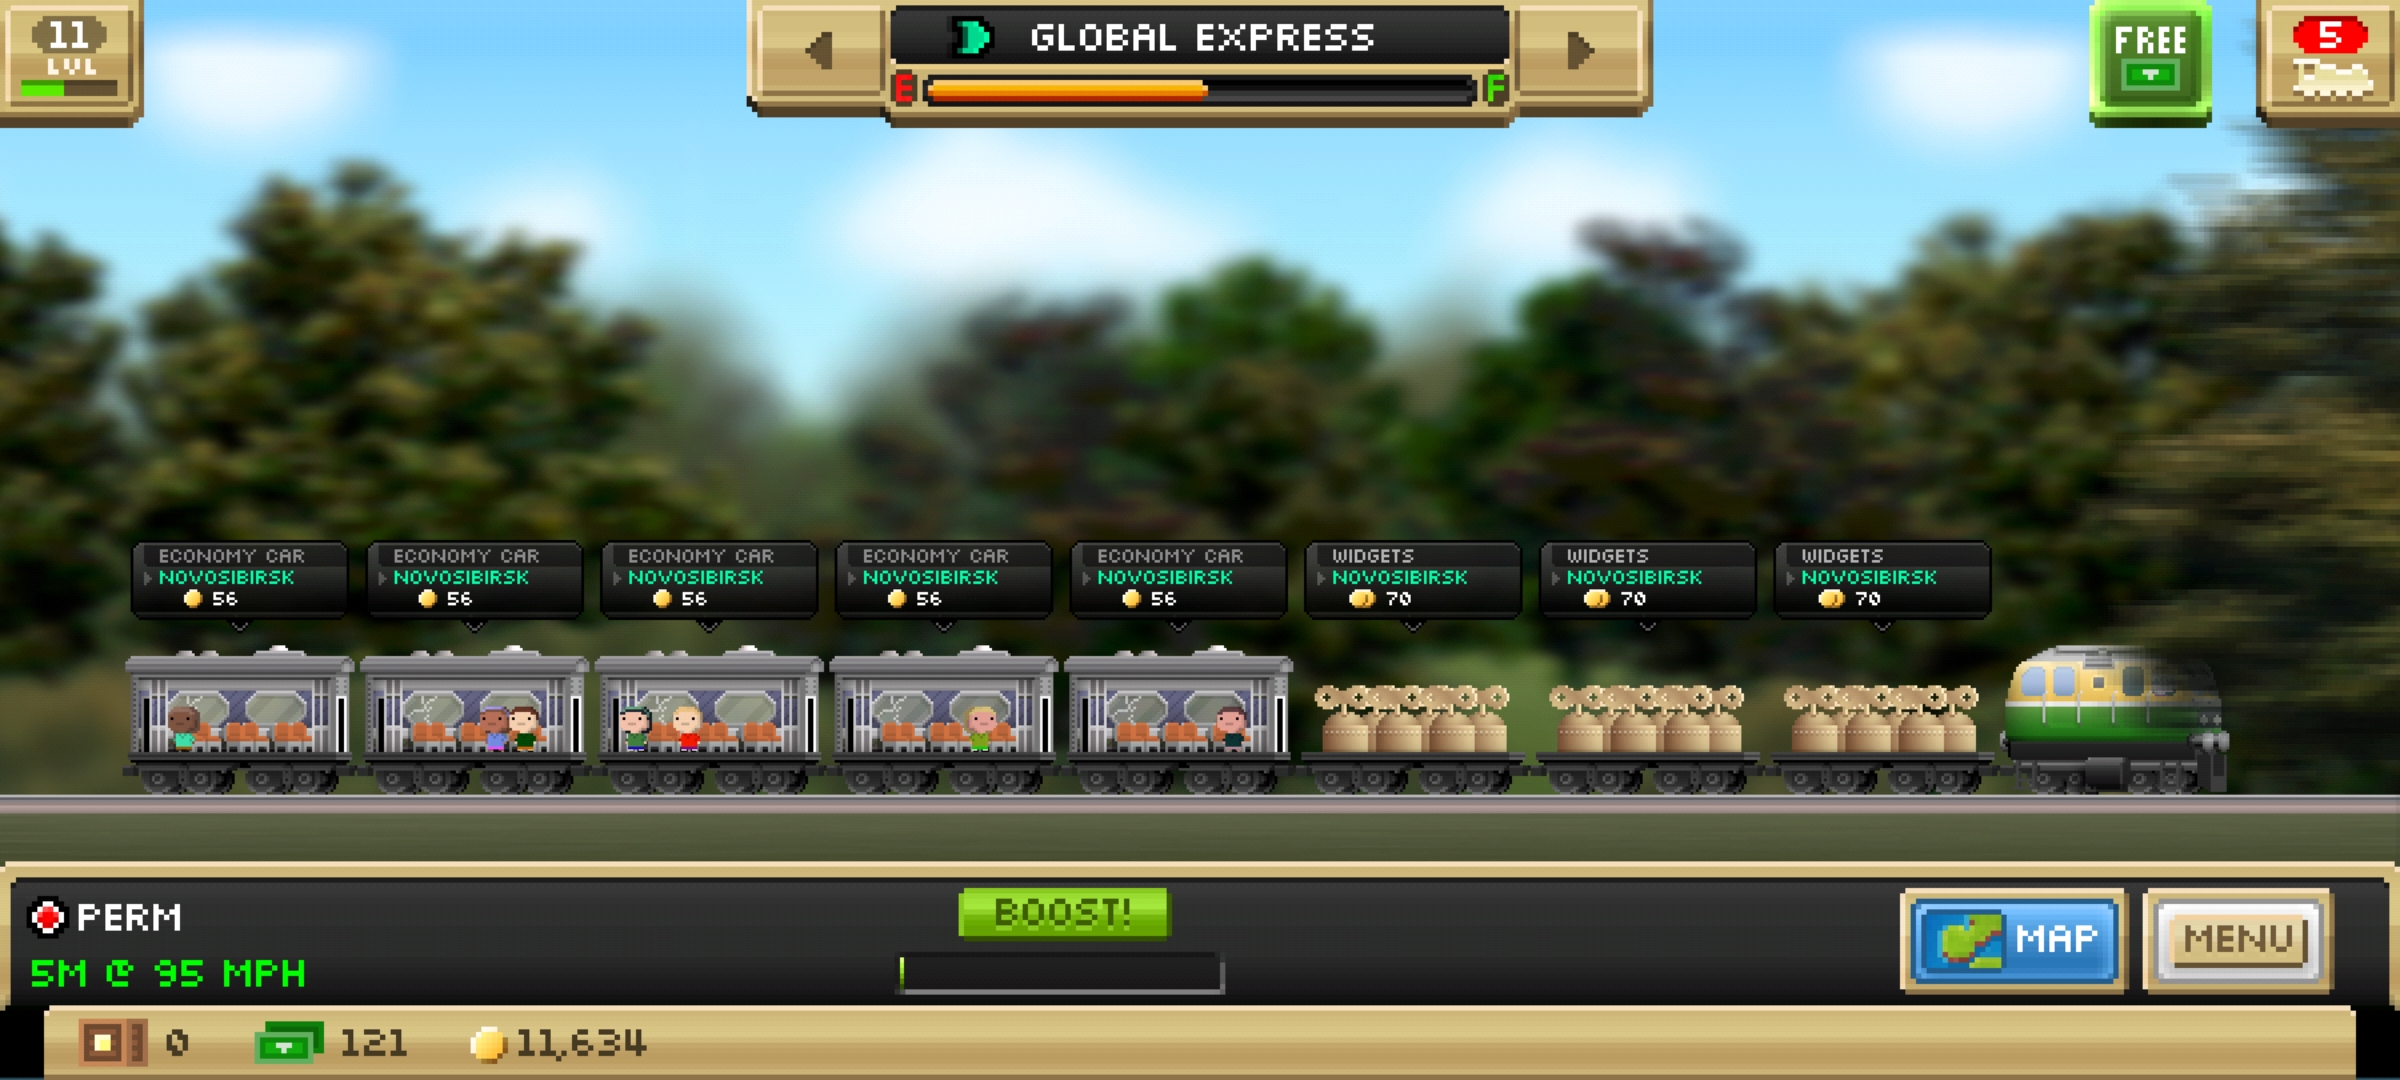 11
LVL
GLOBAL EXPRESS
E
F
FREE
5
ECONOMY CAR
NOVOSIBIRSK
56
ECONOMY CAR
NOVOSIBIRSK
56
ECONOMY CAR
NOVOSIBIRSK
56
ECONOMY CAR
NOVOSIBIRSK
56
ECONOMY CAR
NOVOSIBIRSK
56
WIDGETS
NOVOSIBIRSK
70
WIDGETS
NOVOSIBIRSK
70
WIDGETS
NOVOSIBIRSK
70
PERM
5M @ 95 MPH
BOOST!
MAP
MENU
0
121
11,634